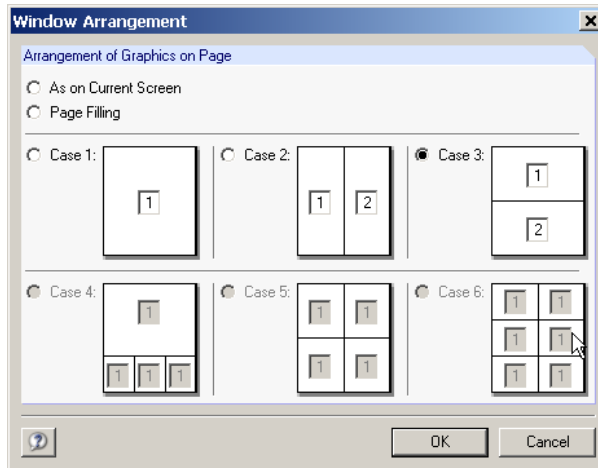 Window Arrangement
Arrangement of Graphics on Page
As on Current Screen
Page Filling
Case 1:
1
Case 2:
1 2
Case 3:
1
2
Case 4:
1
1 1 1
Case 5:
1 1
1 1
Case 6:
1 1
1 1
1 1
OK Cancel